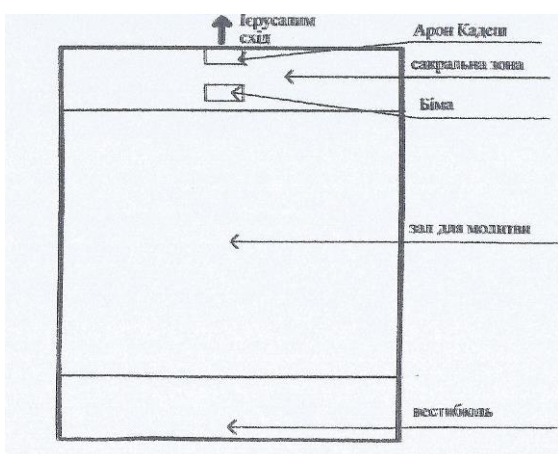 Ієрусалим
схід
Арон Кадеш
сакральна зона
Біма
зал для молитви
вестибюль